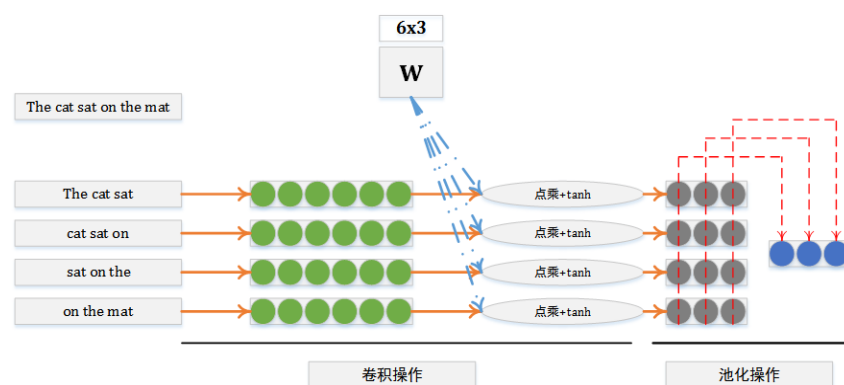 6x3
W
The cat sat on the mat
The cat sat
点乘+tanh
cat sat on
点乘+tanh
sat on the
点乘+tanh
on the mat
点乘+tanh
卷积操作
池化操作